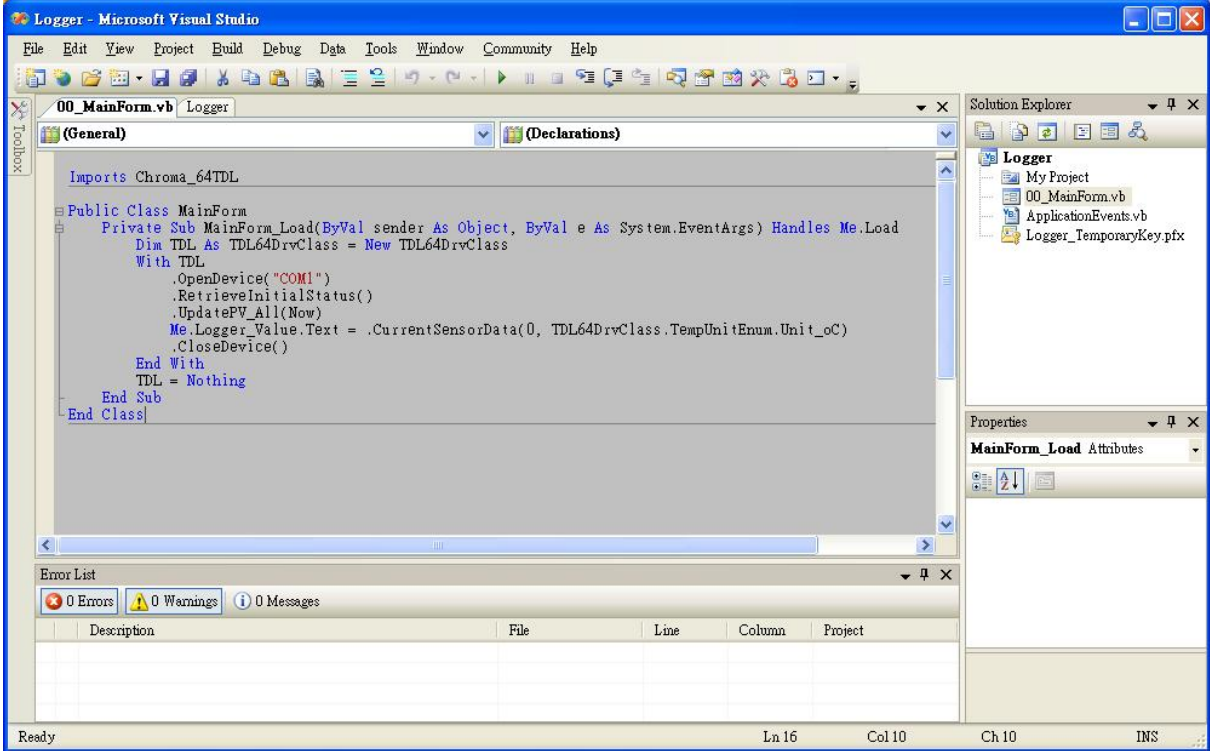 Logger - Microsoft Visual Studio
File Edit View Project Build Debug Data Tools Window Community Help
Toolbox
00_MainForm.vb Logger
(General) (Declarations)
Imports Chroma_64TDL
Public Class MainForm
Private Sub MainForm_Load(ByVal sender As Object, ByVal e As System.EventArgs) Handles Me.Load
Dim TDL As TDL64DrvClass = New TDL64DrvClass
With TDL
.OpenDevice("COM1")
.RetrieveInitialStatus()
.UpdatePV_All(Now)
Me.Logger_Value.Text = .CurrentSensorData(0, TDL64DrvClass.TempUnitEnum.Unit_oC)
.CloseDevice()
End With
TDL = Nothing
End Sub
End Class
Solution Explorer
Logger
My Project
00_MainForm.vb
ApplicationEvents.vb
Logger_TemporaryKey.pfx
Properties
MainForm_Load Attributes
Error List
0 Errors 0 Warnings 0 Messages
Description File Line Column Project
Ready Ln 16 Col 10 Ch 10 INS